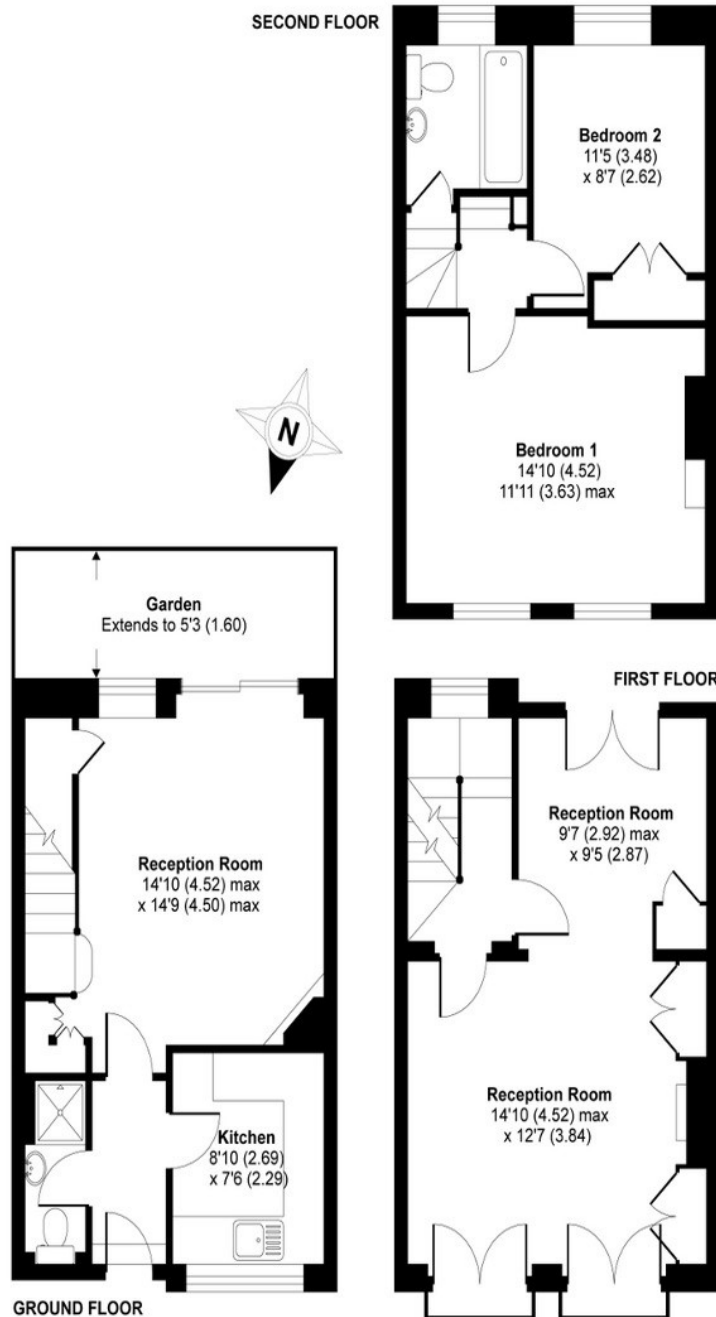 SECOND FLOOR
Bedroom 2
11'5 (3.48)
x 8'7 (2.62)
Bedroom 1
14'10 (4.52)
11'11 (3.63) max
N
Garden
Extends to 5'3 (1.60)
Reception Room
14'10 (4.52) max
x 14'9 (4.50) max
Kitchen
8'10 (2.69)
x 7'6 (2.29)
GROUND FLOOR
FIRST FLOOR
Reception Room
9'7 (2.92) max
x 9'5 (2.87)
Reception Room
14'10 (4.52) max
x 12'7 (3.84)